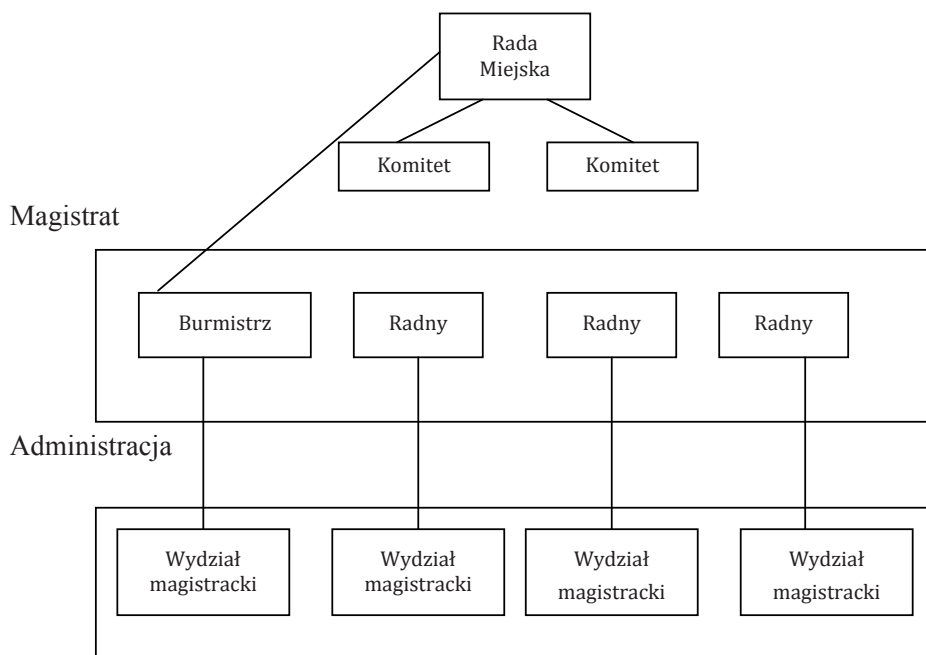 Rada
Miejska
Komitet
Komitet
Magistrat
Burmistrz
Radny
Radny
Radny
Administracja
Wydział
magistracki
Wydział
magistracki
Wydział
magistracki
Wydział
magistracki